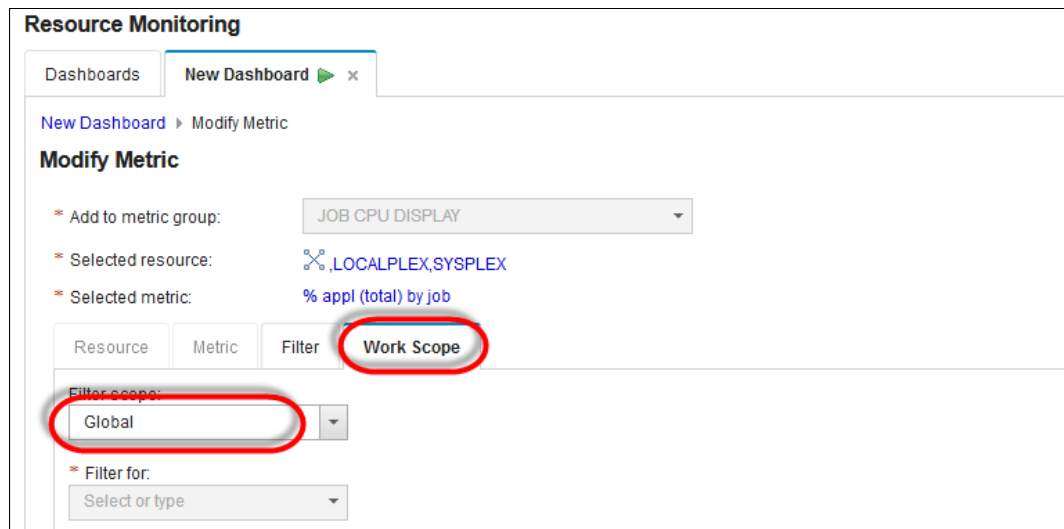 Resource Monitoring
Dashboards New Dashboard ×
New Dashboard Modify Metric
Modify Metric
* Add to metric group: JOB CPU DISPLAY
* Selected resource: ,LOCALPLEX,SYSPLEX
* Selected metric: % appl (total) by job
Resource Metric Filter Work Scope
Filter scope:
Global
* Filter for:
Select or type